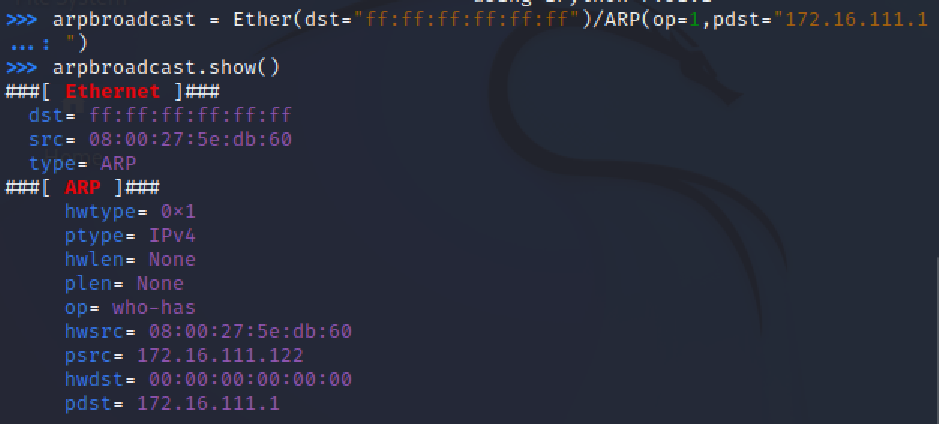 >>> arpbroadcast = Ether(dst="ff:ff:ff:ff:ff:ff")/ARP(op=1,pdst="172.16.111.1
...: ")
>>> arpbroadcast.show()
###[ Ethernet ]###
  dst= ff:ff:ff:ff:ff:ff
  src= 08:00:27:5e:db:60
  type= ARP
###[ ARP ]###
     hwtype= 0×1
     ptype= IPv4
     hwlen= None
     plen= None
     op= who-has
     hwsrc= 08:00:27:5e:db:60
     psrc= 172.16.111.122
     hwdst= 00:00:00:00:00:00
     pdst= 172.16.111.1